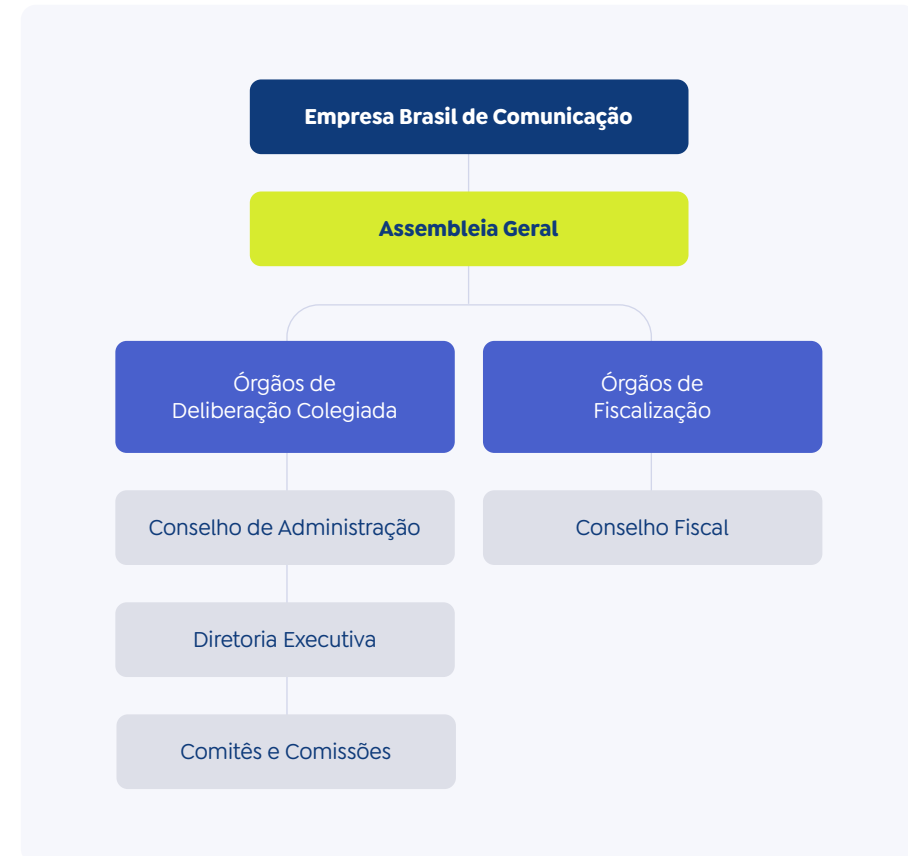 Empresa Brasil de Comunicação
Assembleia Geral
Órgãos de
Deliberação Colegiada
Órgãos de
Fiscalização
Conselho de Administração
Conselho Fiscal
Diretoria Executiva
Comitês e Comissões